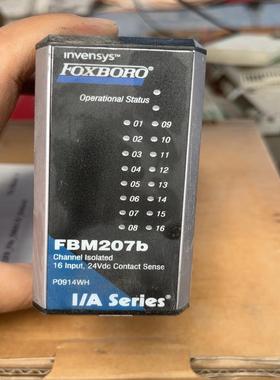 invensys™
FOXBORO®
Operational Status
01 09
02 10
03 11
04 12
05 13
06 14
07 15
08 16
FBM207b
Channel Isolated
16 Input, 24Vdc Contact Sense
P0914WH
I/A Series®